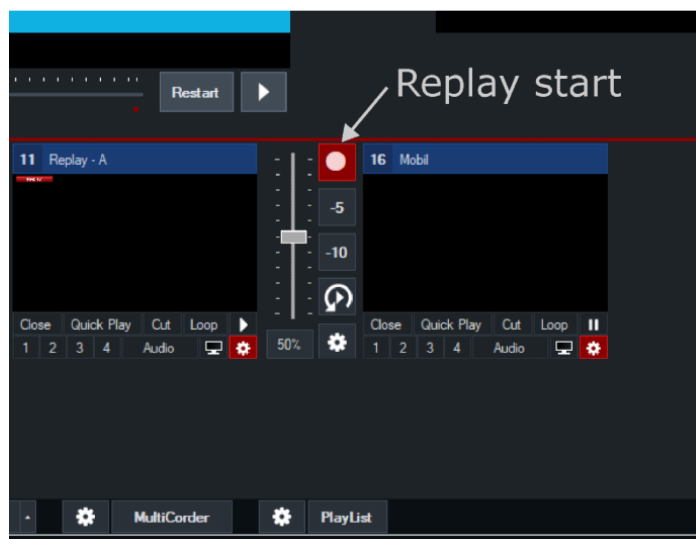 Restart
Replay start
11 Replay - A
16 Mobil
-5
-10
Close Quick Play Cut Loop
Close Quick Play Cut Loop
1 2 3 4 Audio
50%
1 2 3 4 Audio
MultiCorder
PlayList